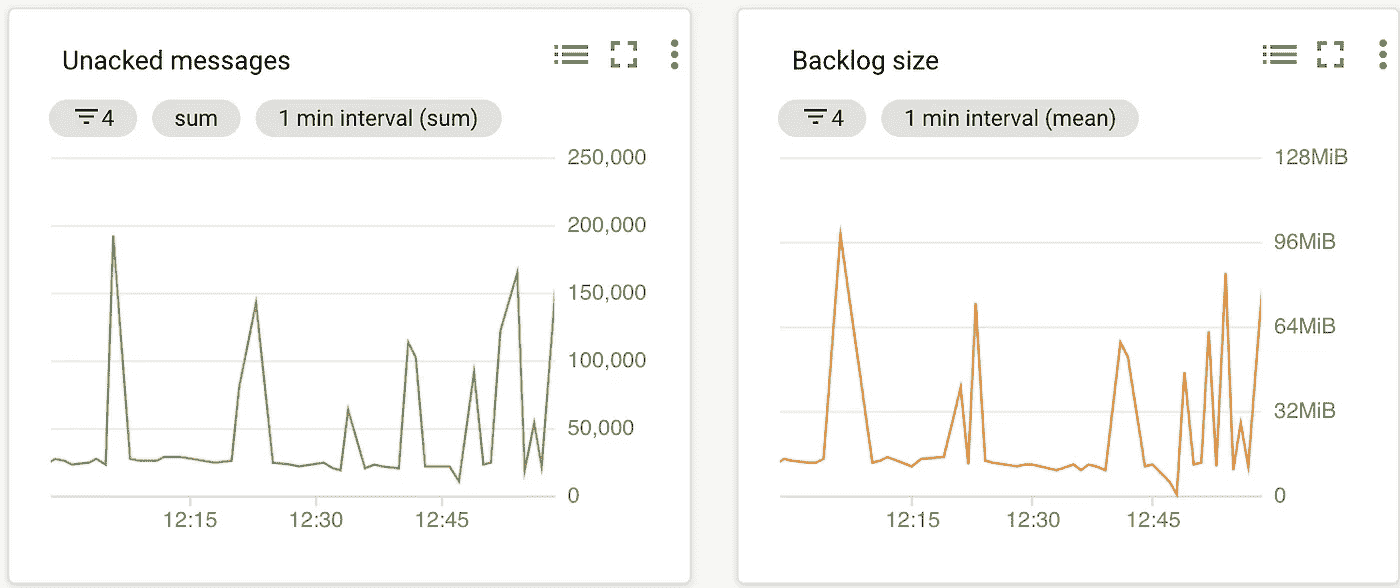 Unacked messages
4 sum 1 min interval (sum)
250,000
200,000
150,000
100,000
50,000
0
12:15 12:30 12:45
Backlog size
4 1 min interval (mean)
128MiB
96MiB
64MiB
32MiB
0
12:15 12:30 12:45